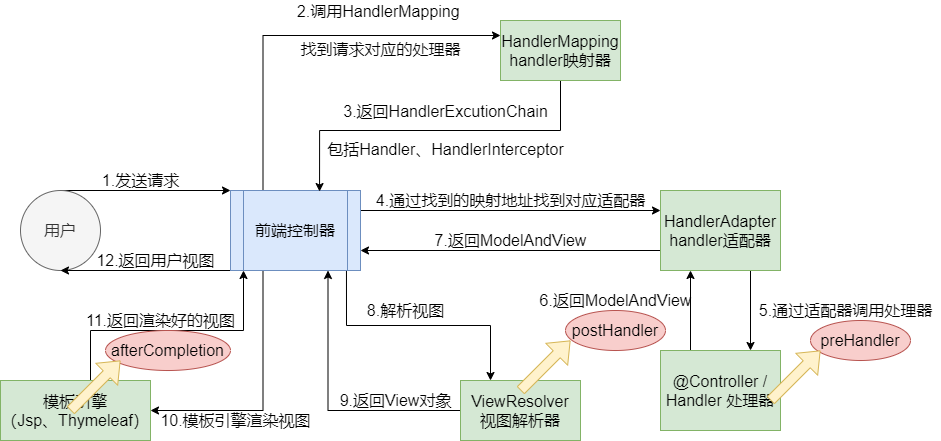 2.调用HandlerMapping
找到请求对应的处理器
HandlerMapping
handler映射器
3.返回HandlerExcutionChain
包括Handler、HandlerInterceptor
1.发送请求
用户
12.返回用户视图
前端控制器
4.通过找到的映射地址找到对应适配器
7.返回ModelAndView
HandlerAdapter
handler适配器
6.返回ModelAndView
5.通过适配器调用处理器
8.解析视图
11.返回渲染好的视图
postHandler
preHandler
afterCompletion
@Controller /
Handler 处理器
模板引擎
(Jsp、Thymeleaf)
10.模板引擎渲染视图
9.返回View对象
ViewResolver
视图解析器